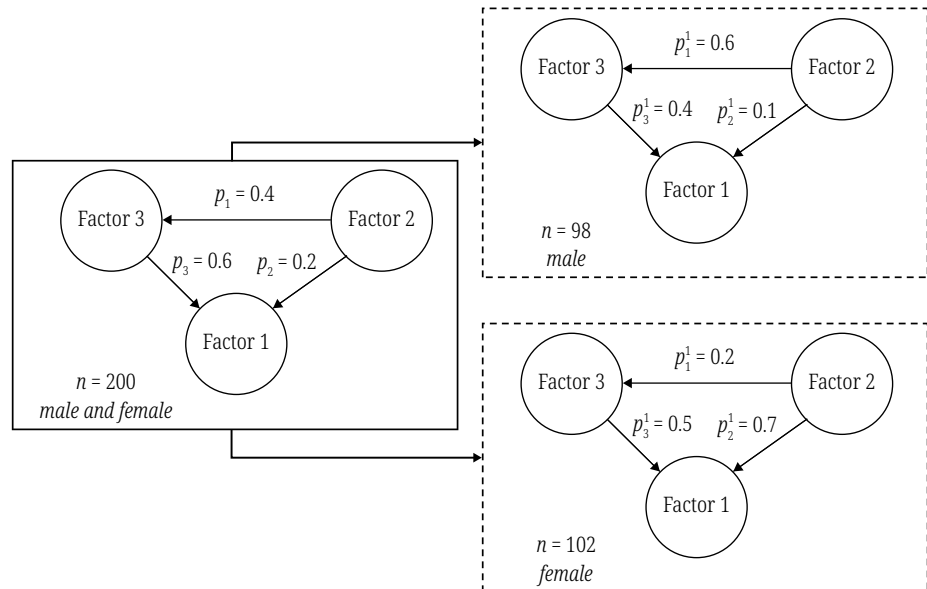 Factor 3
p₁ = 0.4
Factor 2
p₃ = 0.6
p₂ = 0.2
Factor 1
n = 200
male and female
Factor 3
p₁¹ = 0.6
Factor 2
p₃¹ = 0.4
p₂¹ = 0.1
Factor 1
n = 98
male
Factor 3
p₁¹ = 0.2
Factor 2
p₃¹ = 0.5
p₂¹ = 0.7
Factor 1
n = 102
female